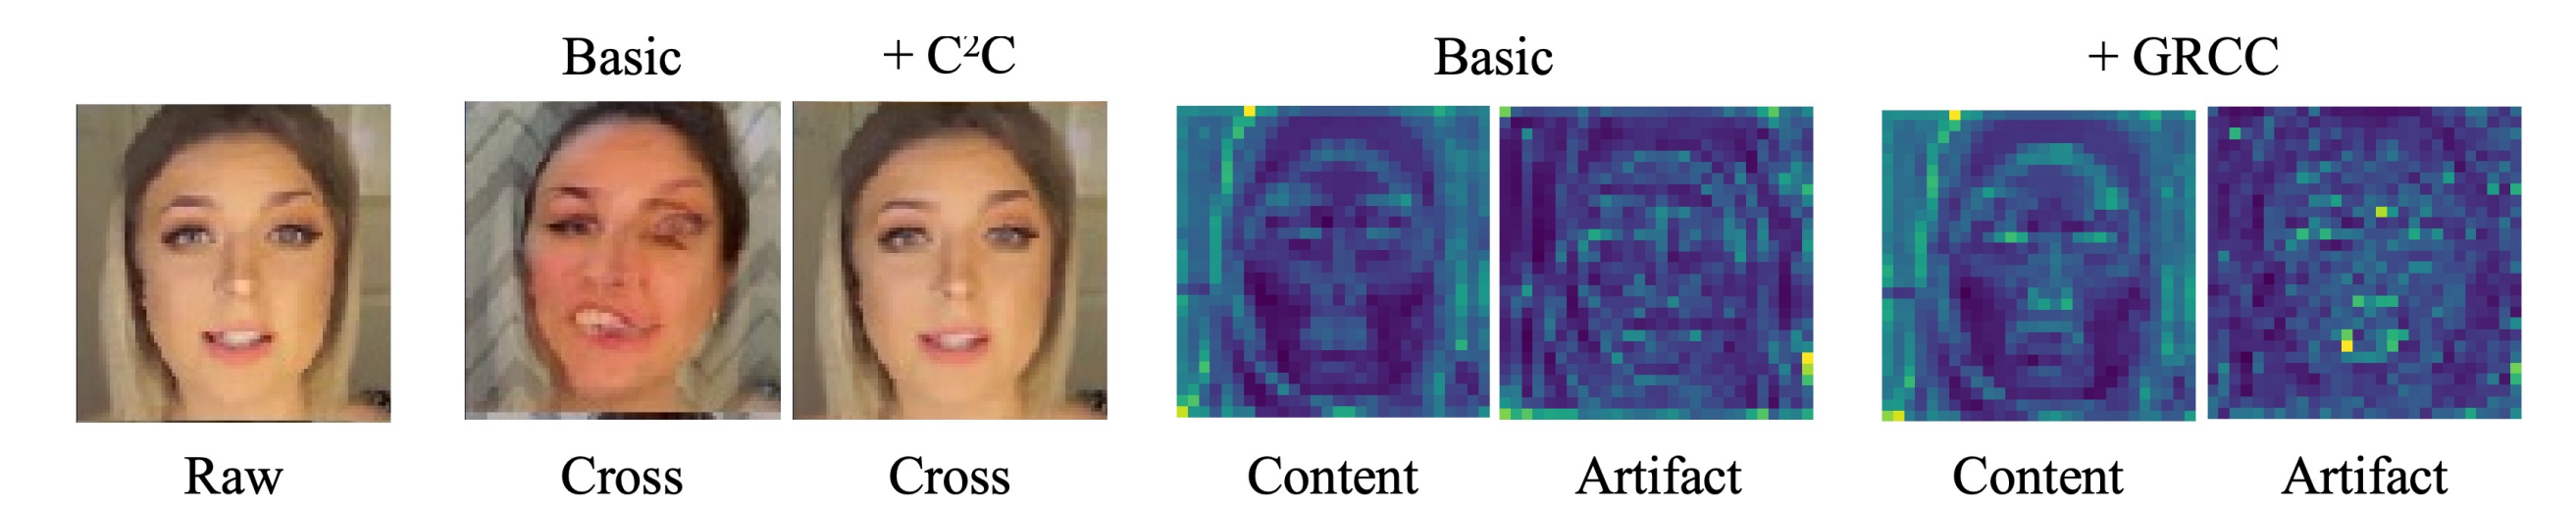 Basic + C²C Basic + GRCC
Raw Cross Cross Content Artifact Content Artifact